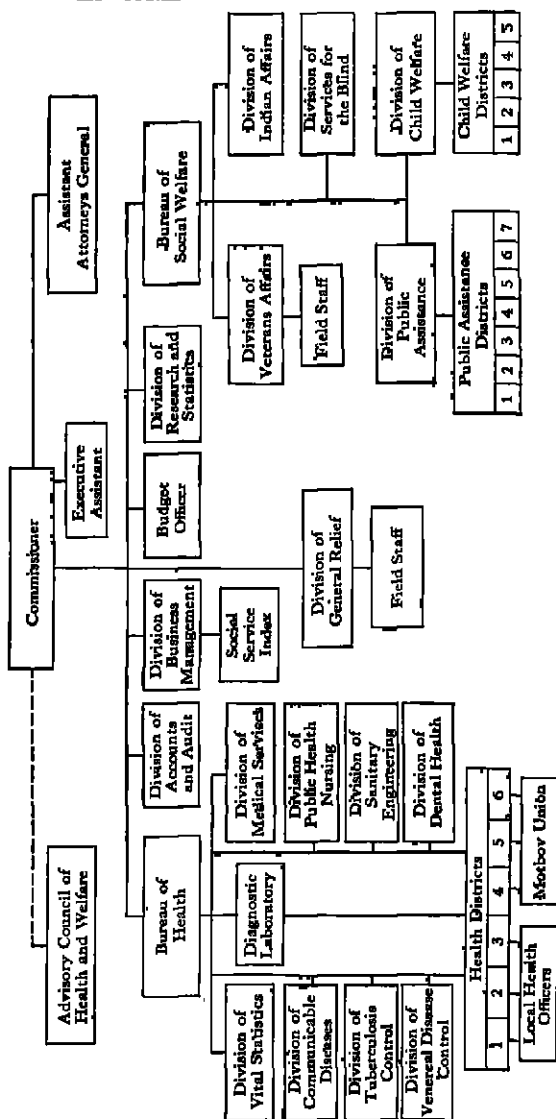 Commissioner
Advisory Council of
Health and Welfare
Executive
Assistant
Assistant
Attorneys General
Bureau of
Health
Division of
Accounts
and Audit
Division of
Business
Management
Social
Service
Index
Budget
Officer
Division of
Research and
Statistics
Bureau of
Social Welfare
Diagnostic
Laboratory
Division of
Vital Statistics
Division of
Communicable
Diseases
Division of
Tuberculosis
Control
Division of
Venereal Disease
Control
Division of
Medical Services
Division of
Public Health
Nursing
Division of
Sanitary
Engineering
Division of
Dental Health
Health Districts
1 2 3 4 5 6
Local Health
Officers
Motbov Union
Division of
General Relief
Field Staff
Division of
Veterans Affairs
Field Staff
Division of
Indian Affairs
Division of
Services for
the Blind
Division of
Public
Assistance
Division of
Child Welfare
Public Assistance
Districts
1 2 3 4 5 6 7
Child Welfare
Districts
1 2 3 4 5